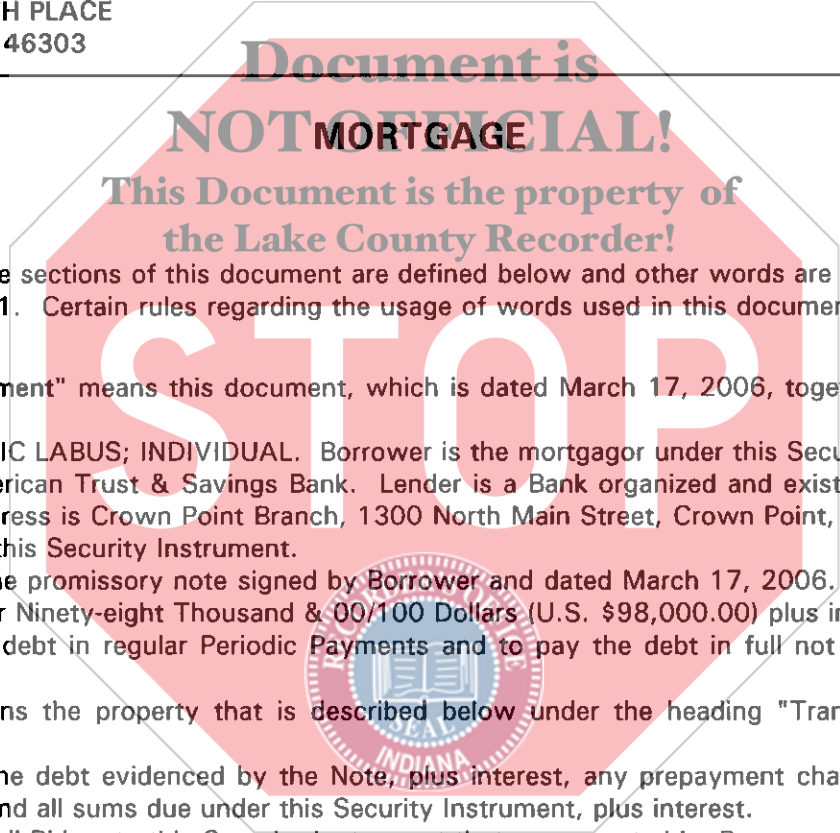 H PLACE
46303
Document is
NOT OFFICIAL!
MORTGAGE
This Document is the property of
the Lake County Recorder!
e sections of this document are defined below and other words are
1. Certain rules regarding the usage of words used in this documen
STOP
ment" means this document, which is dated March 17, 2006, toge
IC LABUS; INDIVIDUAL. Borrower is the mortgagor under this Secu
erican Trust & Savings Bank. Lender is a Bank organized and exist
ress is Crown Point Branch, 1300 North Main Street, Crown Point,
this Security Instrument.
e promissory note signed by Borrower and dated March 17, 2006.
r Ninety-eight Thousand & 00/100 Dollars (U.S. $98,000.00) plus in
debt in regular Periodic Payments and to pay the debt in full not
ns the property that is described below under the heading "Tran
SEAL
INDIANA
he debt evidenced by the Note, plus interest, any prepayment cha
nd all sums due under this Security Instrument, plus interest.